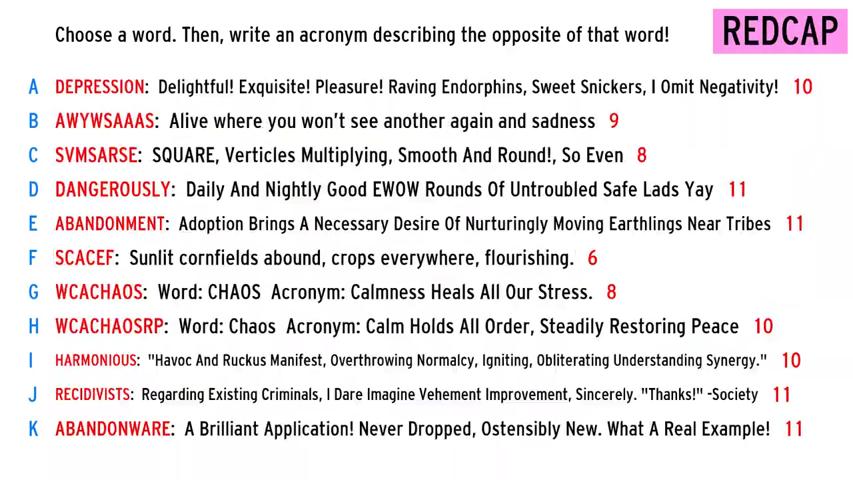 Choose a word. Then, write an acronym describing the opposite of that word!
REDCAP
A DEPRESSION: Delightful! Exquisite! Pleasure! Raving Endorphins, Sweet Snickers, I Omit Negativity! 10
B AWYWSAAAS: Alive where you won't see another again and sadness 9
C SVMSARSE: SQUARE, Verticles Multiplying, Smooth And Round!, So Even 8
D DANGEROUSLY: Daily And Nightly Good EWOW Rounds Of Untroubled Safe Lads Yay 11
E ABANDONMENT: Adoption Brings A Necessary Desire Of Nurturingly Moving Earthlings Near Tribes 11
F SCACEF: Sunlit cornfields abound, crops everywhere, flourishing. 6
G WCACHAOS: Word: CHAOS Acronym: Calmness Heals All Our Stress. 8
H WCACHAOSRP: Word: Chaos Acronym: Calm Holds All Order, Steadily Restoring Peace 10
I HARMONIOUS: "Havoc And Ruckus Manifest, Overthrowing Normalcy, Igniting, Obliterating Understanding Synergy." 10
J RECIDIVISTS: Regarding Existing Criminals, I Dare Imagine Vehement Improvement, Sincerely. "Thanks!" -Society 11
K ABANDONWARE: A Brilliant Application! Never Dropped, Ostensibly New. What A Real Example! 11